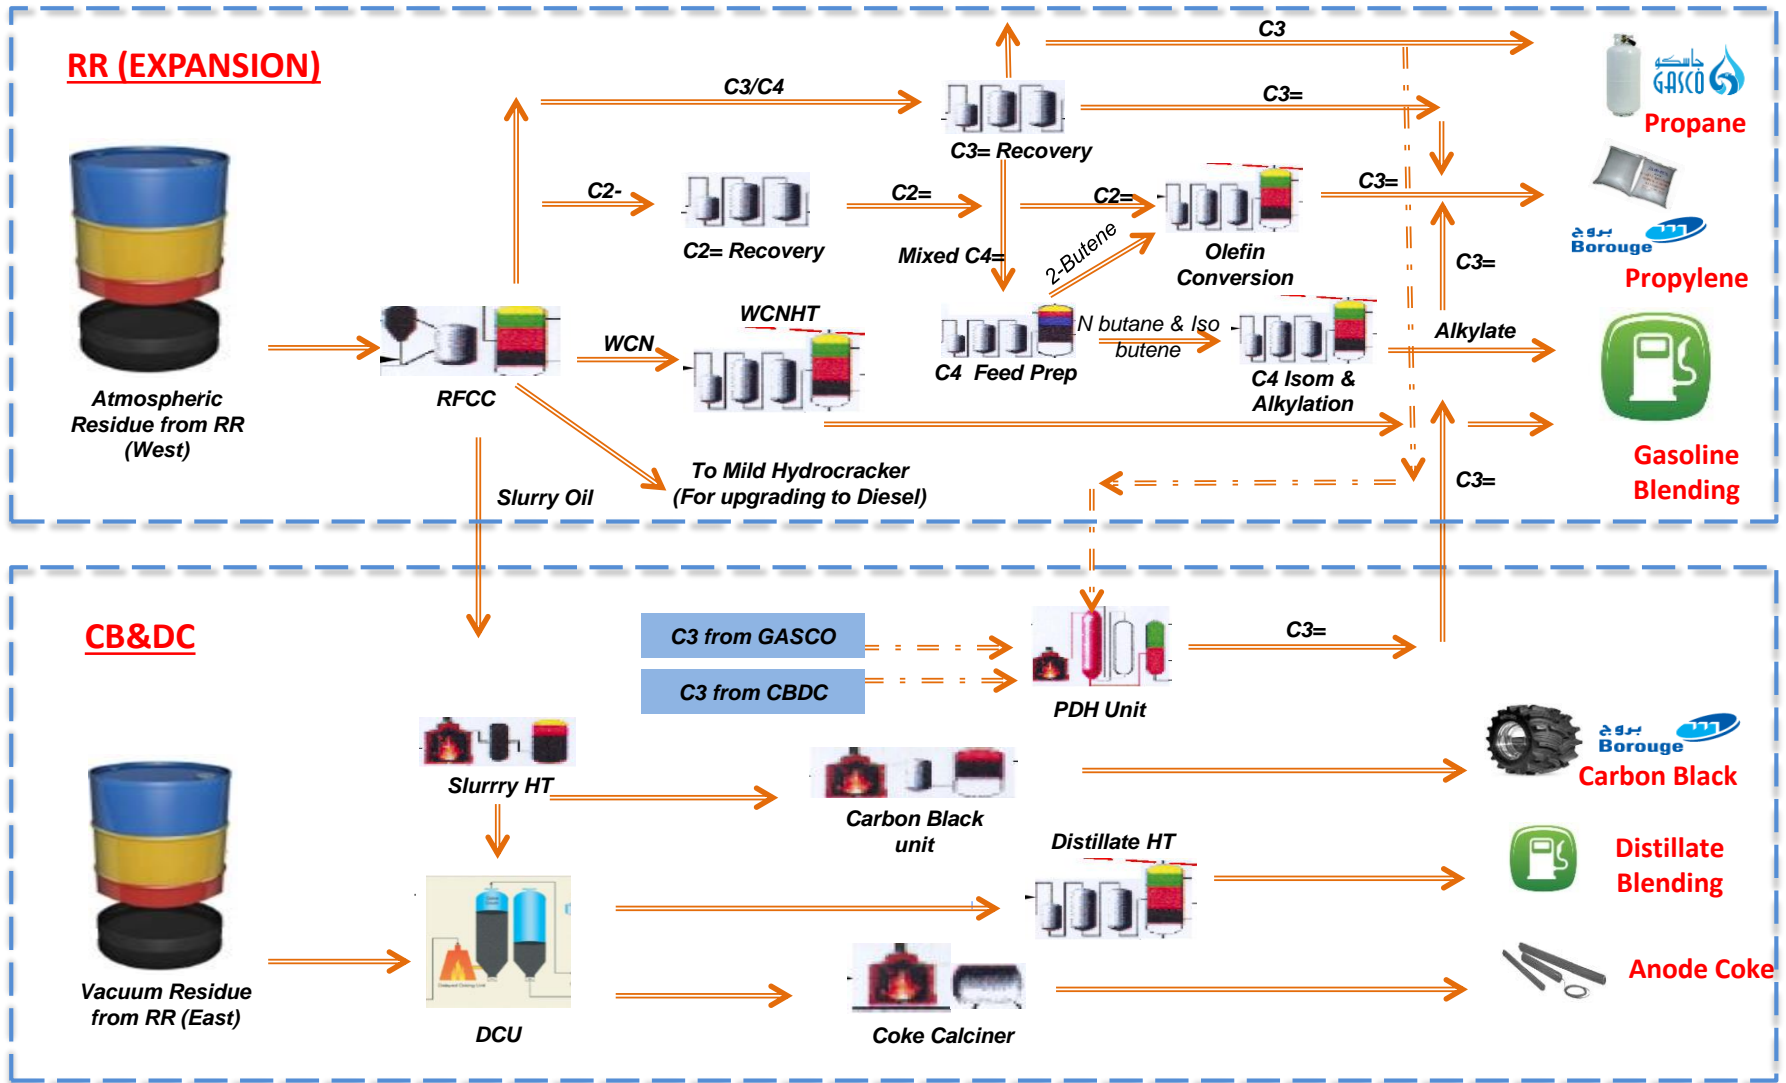 RR (EXPANSION)
C3
C3/C4
C3=
C3= Recovery
جاسكو
GASCO
Propane
C2-
C2=
C2=
C3=
C2= Recovery
Mixed C4=
2-Butene
Olefin
Conversion
C3=
بروج
Borouge
Propylene
WCNHT
WCN
N butane & Iso
butene
Alkylate
RFCC
C4  Feed Prep
C4 Isom &
Alkylation
Atmospheric
Residue from RR
(West)
To Mild Hydrocracker
(For upgrading to Diesel)
Slurry Oil
C3=
Gasoline
Blending
CB&DC
C3 from GASCO
C3 from CBDC
C3=
PDH Unit
Slurrry HT
Carbon Black
unit
بروج
Borouge
Carbon Black
Distillate HT
Distillate
Blending
Vacuum Residue
from RR (East)
DCU
Coke Calciner
Anode Coke